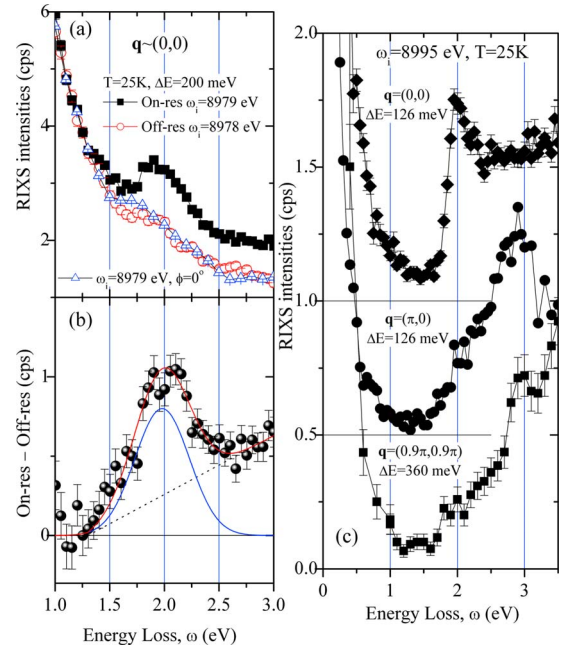 (a)
q~(0,0)
T=25K, ΔE=200 meV
On-res ωi=8979 eV
Off-res ωi=8978 eV
ωi=8979 eV, ϕ=0°
RIXS intensities (cps)
6
4
2
(b)
On-res − Off-res
1
0
1.0 1.5 2.0 2.5 3.0
Energy Loss, ω (eV)
ωi=8995 eV, T=25K
q=(0,0)
ΔE=126 meV
q=(π,0)
ΔE=126 meV
q=(0.9π,0.9π)
ΔE=360 meV
(c)
RIXS intensities (cps)
2.0
1.5
1.0
0.5
0.0
0 1 2 3
Energy Loss, ω (eV)